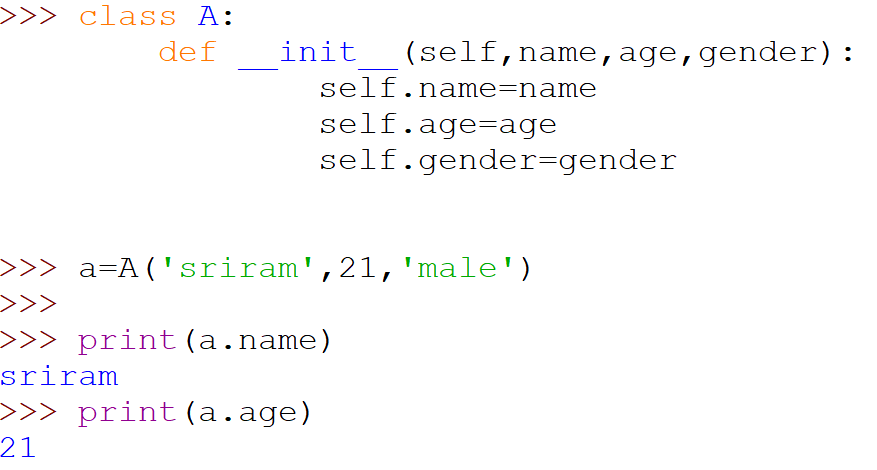 >>> class A:
        def __init__(self,name,age,gender):
                self.name=name
                self.age=age
                self.gender=gender
>>> a=A('sriram',21,'male')
>>>
>>> print(a.name)
sriram
>>> print(a.age)
21